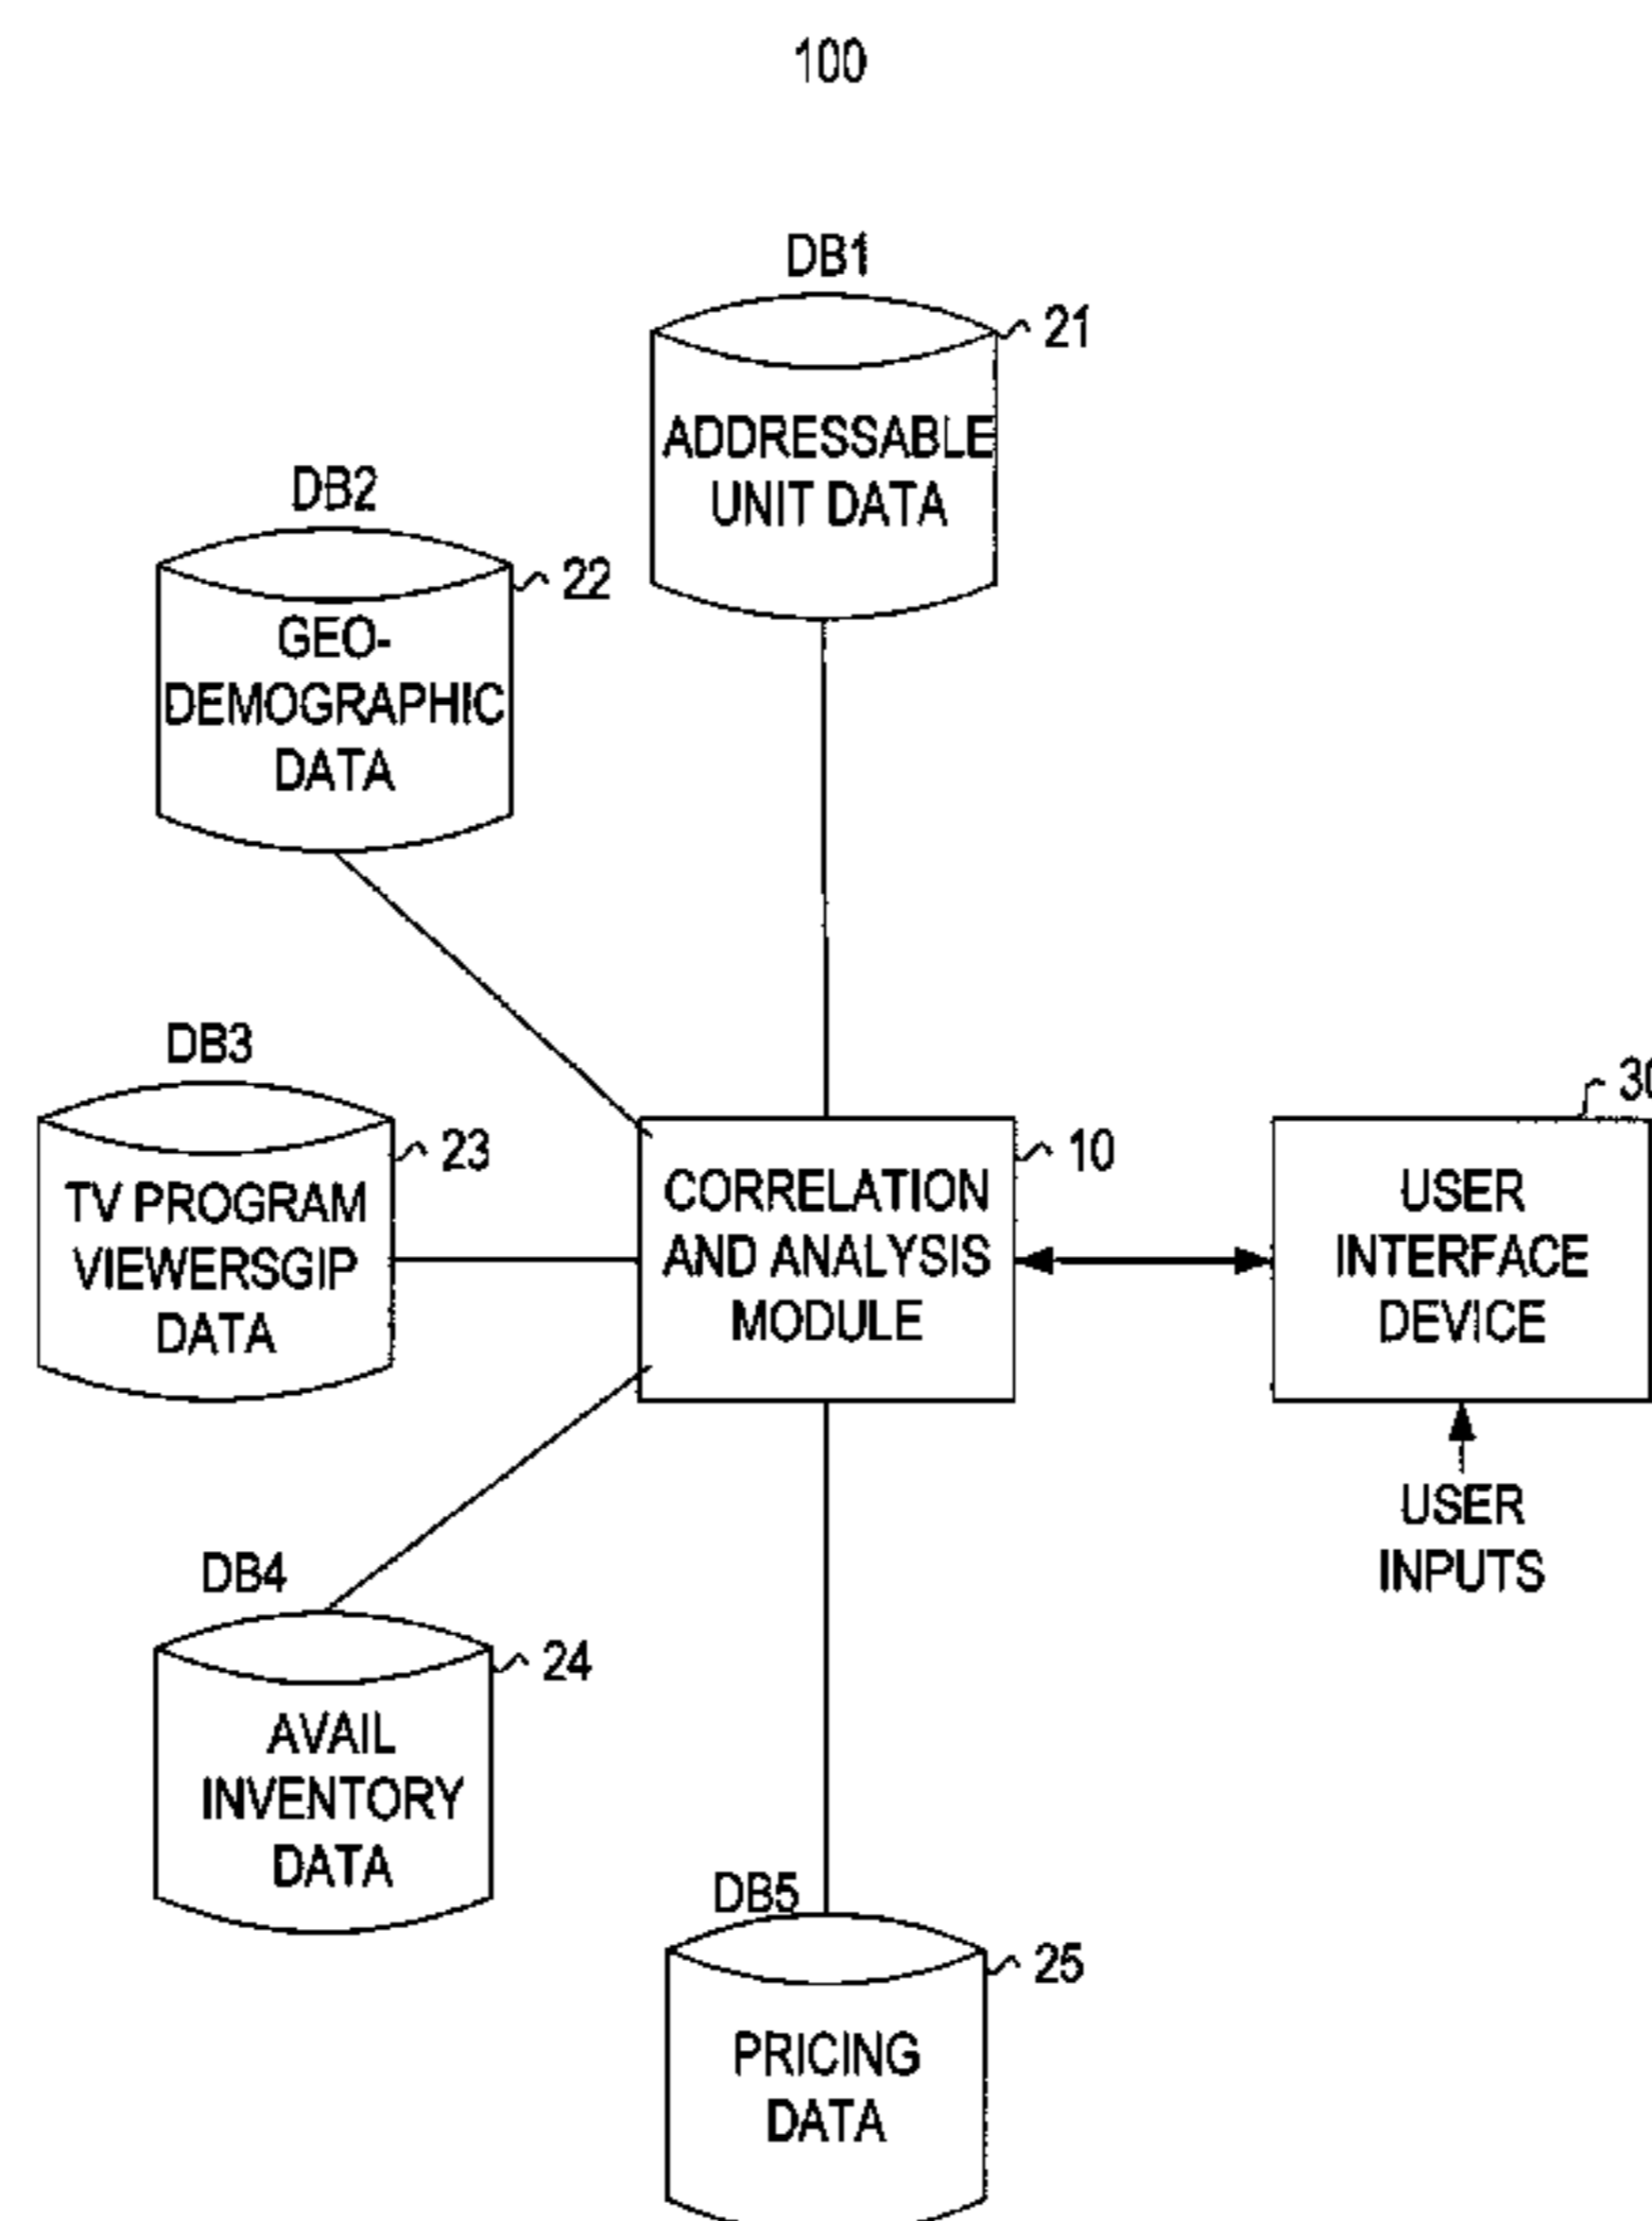 100
DB1
21
ADDRESSABLE
UNIT DATA
DB2
22
GEO-
DEMOGRAPHIC
DATA
DB3
23
TV PROGRAM
VIEWERSGIP
DATA
CORRELATION
AND ANALYSIS
MODULE
10
30
USER
INTERFACE
DEVICE
USER
INPUTS
DB4
24
AVAIL
INVENTORY
DATA
DB5
25
PRICING
DATA